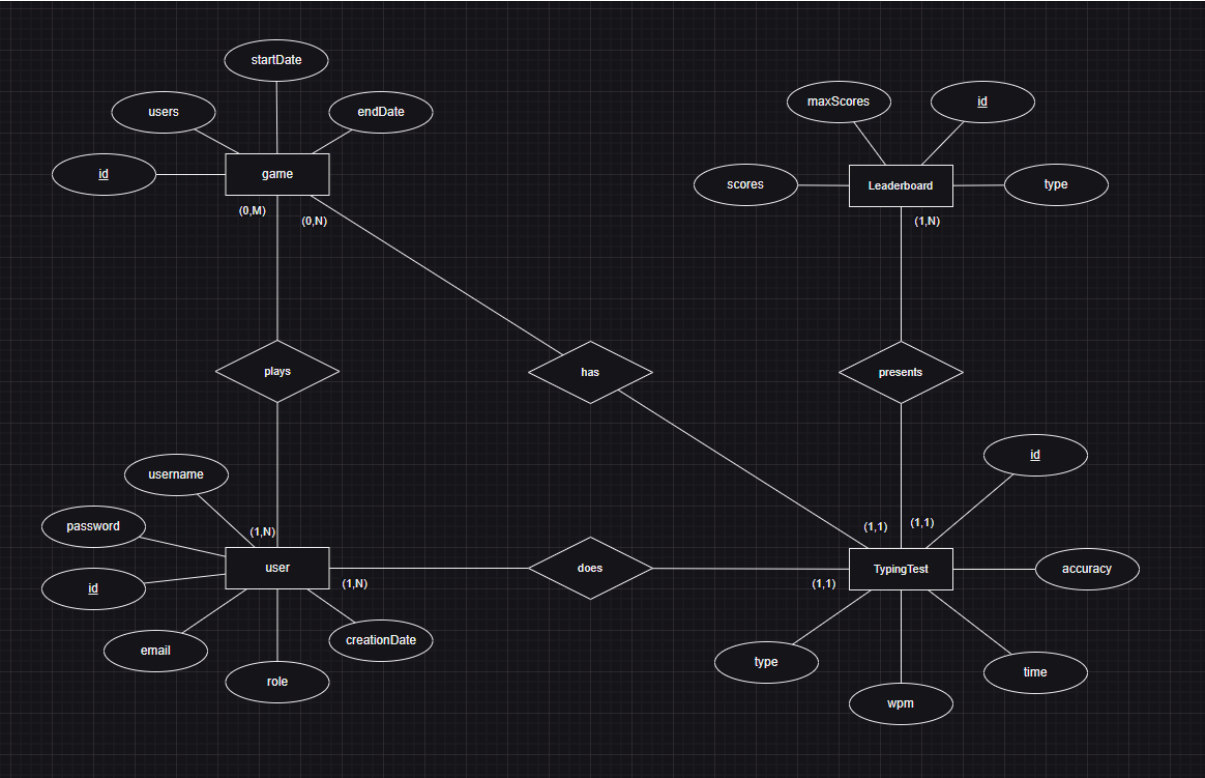 startDate
users
endDate
id
game
(0,M)
(0,N)
maxScores
id
scores
Leaderboard
type
(1,N)
plays
has
presents
username
password
id
(1,N)
user
(1,N)
email
role
creationDate
does
id
(1,1)
(1,1)
(1,1)
TypingTest
accuracy
type
wpm
time